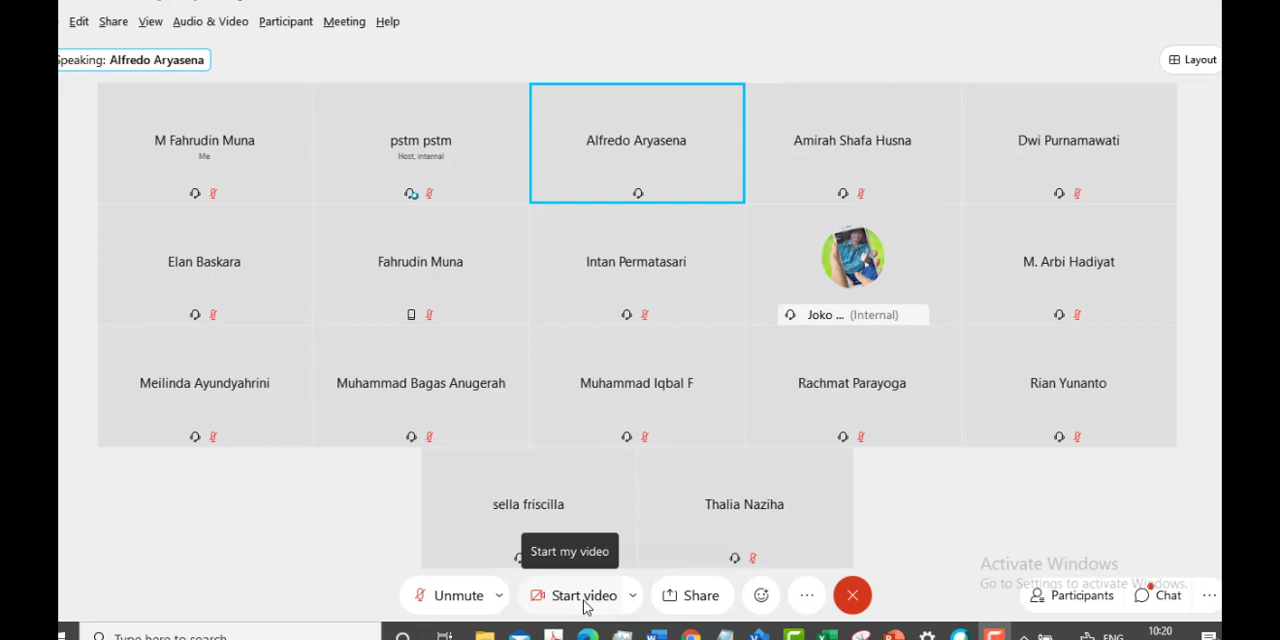 Edit Share View Audio & Video Participant Meeting Help
Speaking: Alfredo Aryasena
Layout
M Fahrudin Muna
Me
pstm pstm
Host, internal
Alfredo Aryasena
Amirah Shafa Husna
Dwi Purnamawati
Elan Baskara
Fahrudin Muna
Intan Permatasari
Joko ... (Internal)
M. Arbi Hadiyat
Meilinda Ayundyahrini
Muhammad Bagas Anugerah
Muhammad Iqbal F
Rachmat Parayoga
Rian Yunanto
sella friscilla
Thalia Naziha
Start my video
Activate Windows
Go to Settings to activate Windows.
Unmute
Start video
Share
Participants
Chat
Type here to search
ENG
10:20